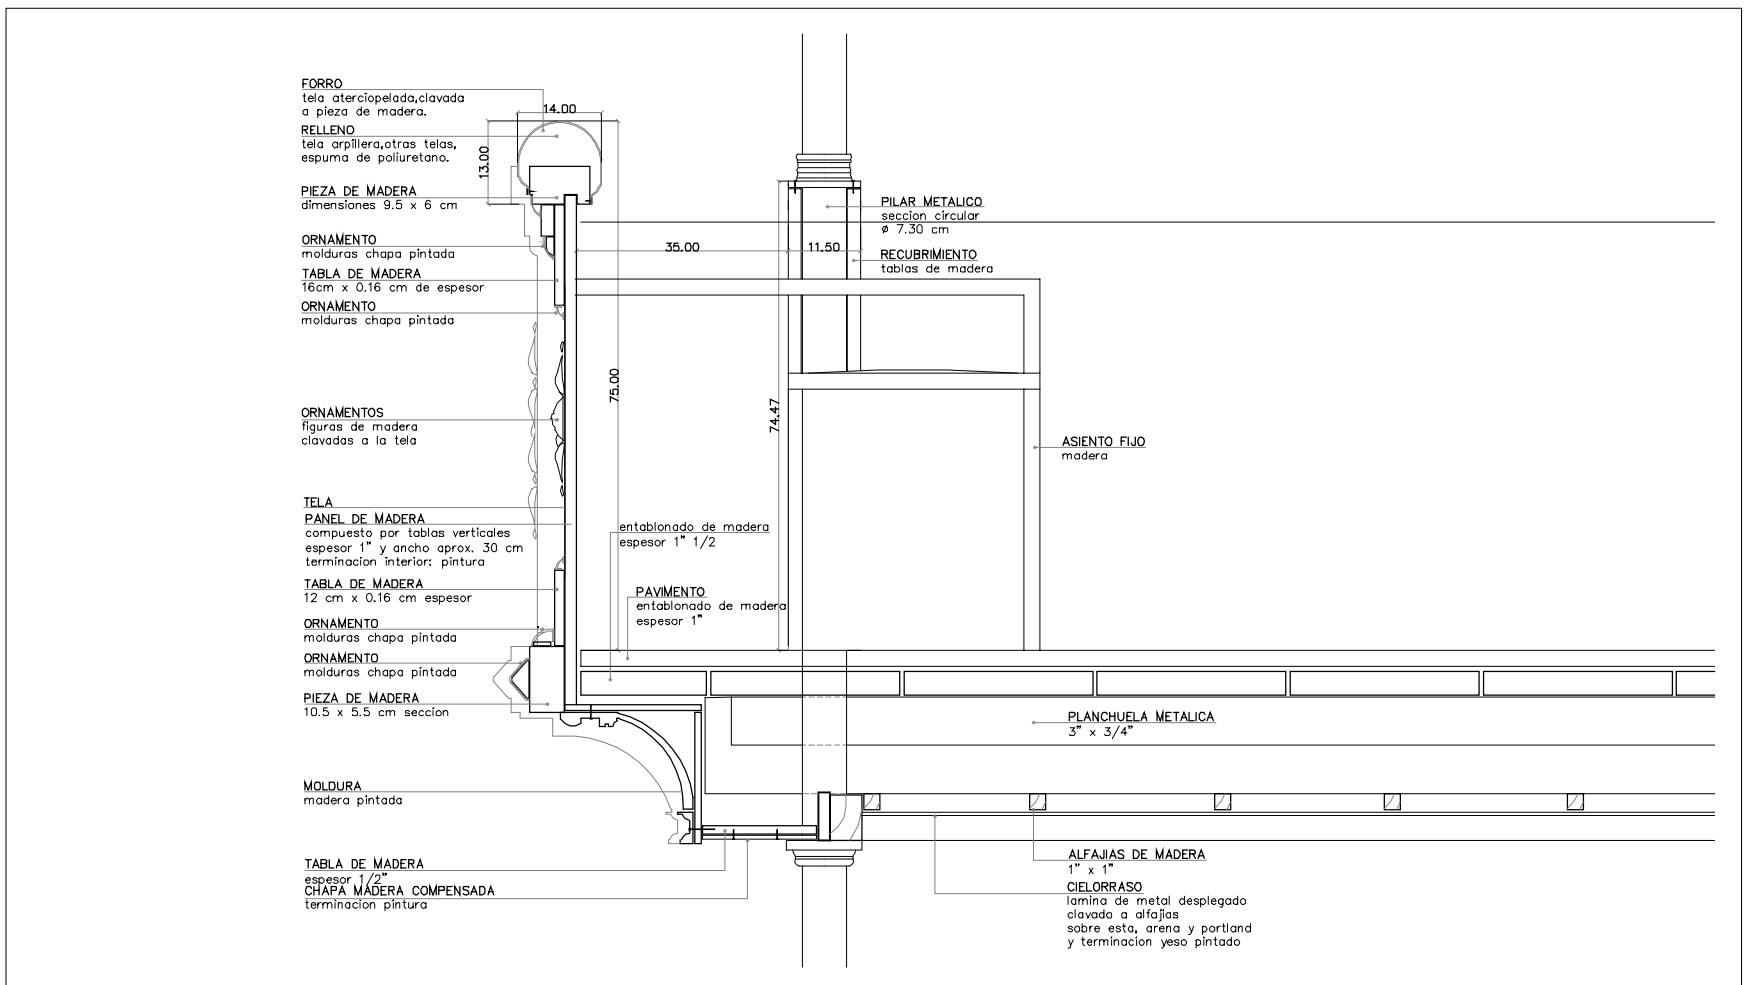 FORRO
tela aterciopelada,clavada
a pieza de madera.
14.00
RELLENO
tela arpillera,otras telas,
espuma de poliuretano.
13.00
PIEZA DE MADERA
dimensiones 9.5 x 6 cm
PILAR METALICO
seccion circular
ø 7.30 cm
ORNAMENTO
molduras chapa pintada
35.00
11.50
RECUBRIMIENTO
tablas de madera
TABLA DE MADERA
16cm x 0.16 cm de espesor
ORNAMENTO
molduras chapa pintada
75.00
74.47
ORNAMENTOS
figuras de madera
clavadas a la tela
ASIENTO FIJO
madera
TELA
PANEL DE MADERA
compuesto por tablas verticales
espesor 1" y ancho aprox. 30 cm
terminacion interior: pintura
entablonado de madera
espesor 1" 1/2
TABLA DE MADERA
12 cm x 0.16 cm espesor
PAVIMENTO
entablonado de madera
espesor 1"
ORNAMENTO
molduras chapa pintada
ORNAMENTO
molduras chapa pintada
PIEZA DE MADERA
10.5 x 5.5 cm seccion
PLANCHUELA METALICA
3" x 3/4"
MOLDURA
madera pintada
TABLA DE MADERA
espesor 1/2"
CHAPA MADERA COMPENSADA
terminacion pintura
ALFAJIAS DE MADERA
1" x 1"
CIELORRASO
lamina de metal desplegado
clavado a alfajias
sobre esta, arena y portland
y terminacion yeso pintado